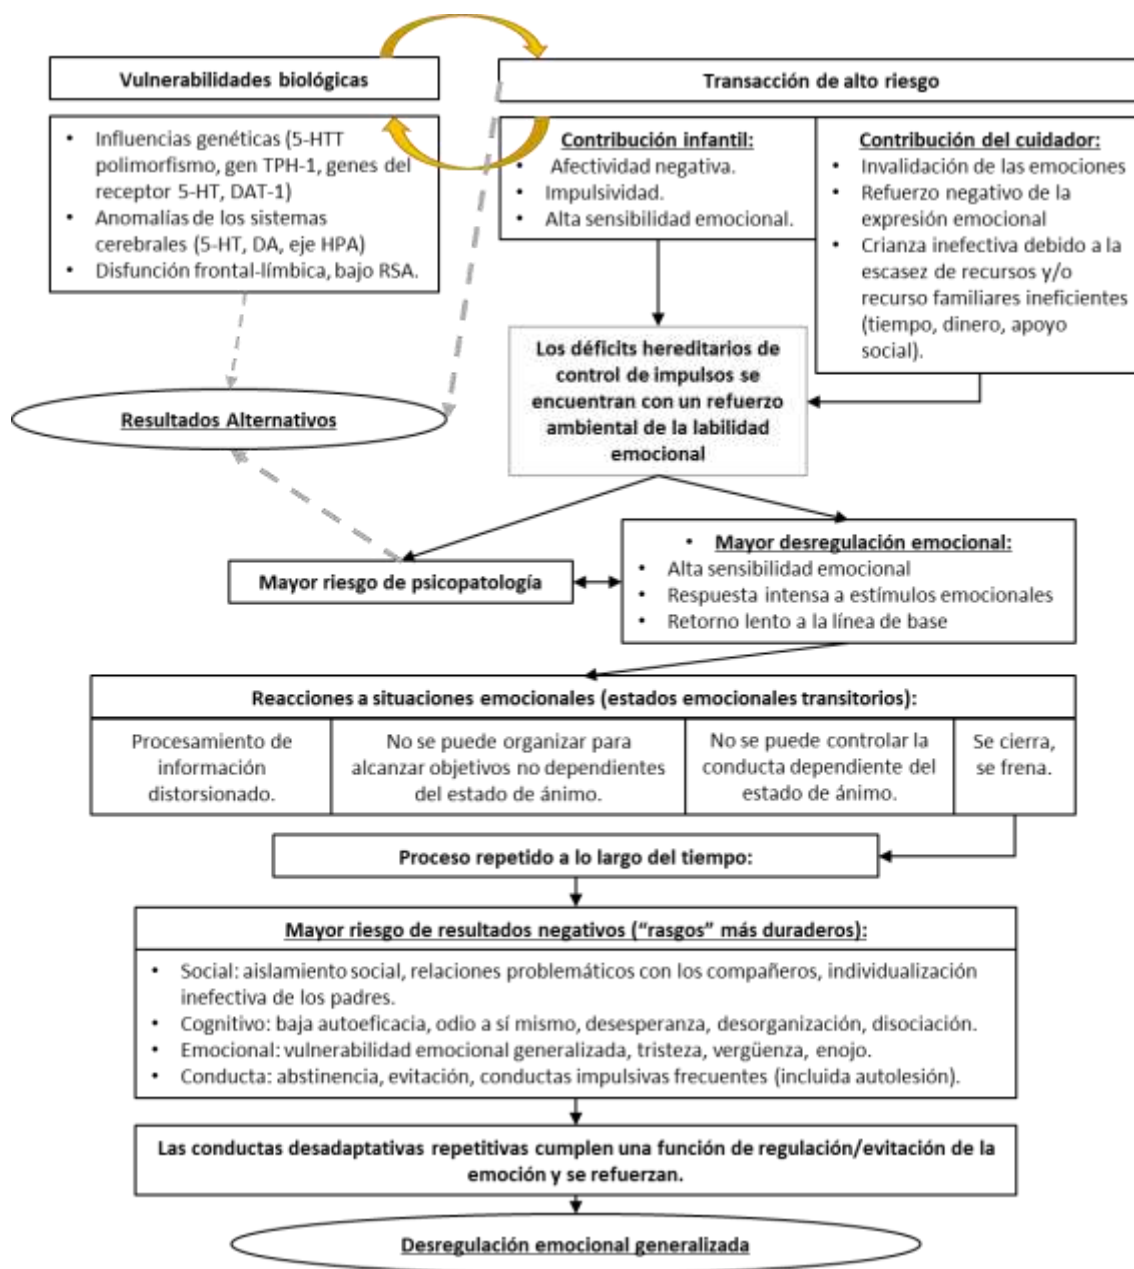 Vulnerabilidades biológicas
• Influencias genéticas (5-HTT
polimorfismo, gen TPH-1, genes del
receptor 5-HT, DAT-1)
• Anomalías de los sistemas
cerebrales (5-HT, DA, eje HPA)
• Disfunción frontal-límbica, bajo RSA.
Transacción de alto riesgo
Contribución infantil:
• Afectividad negativa.
• Impulsividad.
• Alta sensibilidad emocional.
Contribución del cuidador:
• Invalidación de las emociones
• Refuerzo negativo de la
expresión emocional
• Crianza inefectiva debido a la
escasez de recursos y/o
recurso familiares ineficientes
(tiempo, dinero, apoyo
social).
Resultados Alternativos
Los déficits hereditarios de
control de impulsos se
encuentran con un refuerzo
ambiental de la labilidad
emocional
Mayor riesgo de psicopatología
• Mayor desregulación emocional:
• Alta sensibilidad emocional
• Respuesta intensa a estímulos emocionales
• Retorno lento a la línea de base
Reacciones a situaciones emocionales (estados emocionales transitorios):
Procesamiento de
información
distorsionado.
No se puede organizar para
alcanzar objetivos no dependientes
del estado de ánimo.
No se puede controlar la
conducta dependiente del
estado de ánimo.
Se cierra,
se frena.
Proceso repetido a lo largo del tiempo:
Mayor riesgo de resultados negativos (“rasgos” más duraderos):
• Social: aislamiento social, relaciones problemáticos con los compañeros, individualización
inefectiva de los padres.
• Cognitivo: baja autoeficacia, odio a sí mismo, desesperanza, desorganización, disociación.
• Emocional: vulnerabilidad emocional generalizada, tristeza, vergüenza, enojo.
• Conducta: abstinencia, evitación, conductas impulsivas frecuentes (incluida autolesión).
Las conductas desadaptativas repetitivas cumplen una función de regulación/evitación de la
emoción y se refuerzan.
Desregulación emocional generalizada